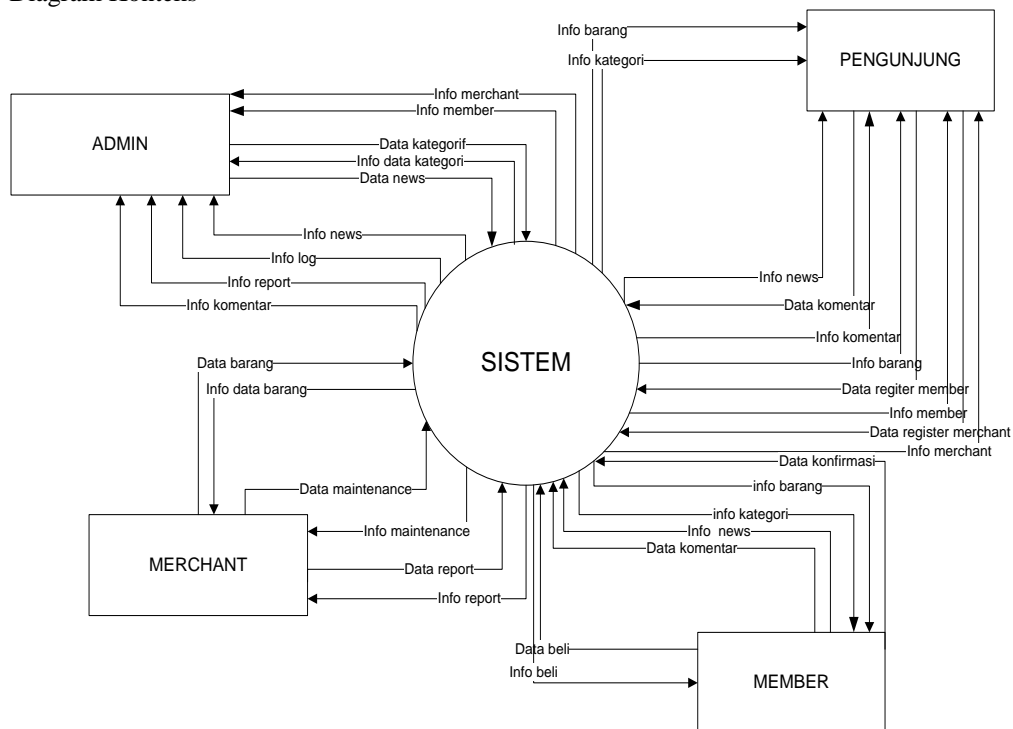 Info barang
Info kategori
PENGUNJUNG
Info merchant
Info member
ADMIN
Data kategorif
Info data kategori
Data news
Info news
Info log
Info report
Info komentar
Info news
Data komentar
Info komentar
SISTEM
Data barang
Info barang
Info data barang
Data regiter member
Info member
Data register merchant
Info merchant
Data konfirmasi
Data maintenance
info barang
info kategori
Info maintenance
Info news
Data komentar
MERCHANT
Data report
Info report
Data beli
Info beli
MEMBER